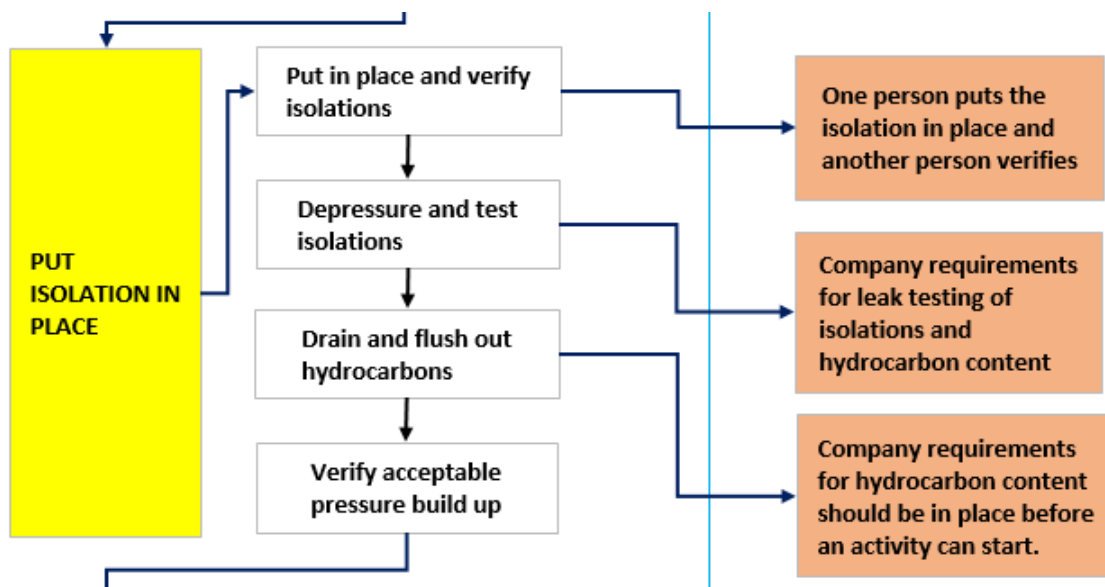 PUT
ISOLATION IN
PLACE
Put in place and verify
isolations
Depressure and test
isolations
Drain and flush out
hydrocarbons
Verify acceptable
pressure build up
One person puts the
isolation in place and
another person verifies
Company requirements
for leak testing of
isolations and
hydrocarbon content
Company requirements
for hydrocarbon content
should be in place before
an activity can start.